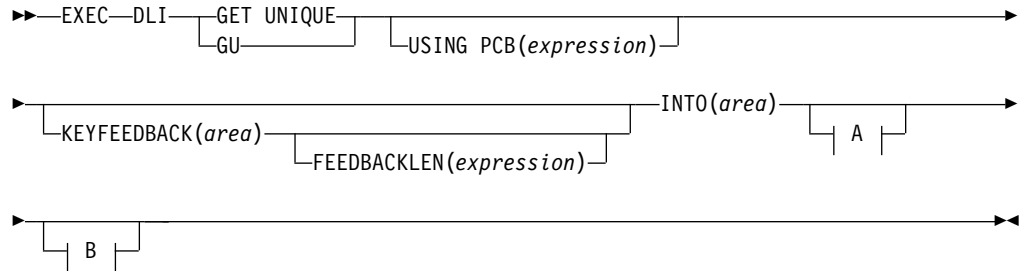 EXEC DLI GET UNIQUE
GU USING PCB(expression)
KEYFEEDBACK(area) INTO(area) A
FEEDBACKLEN(expression)
B